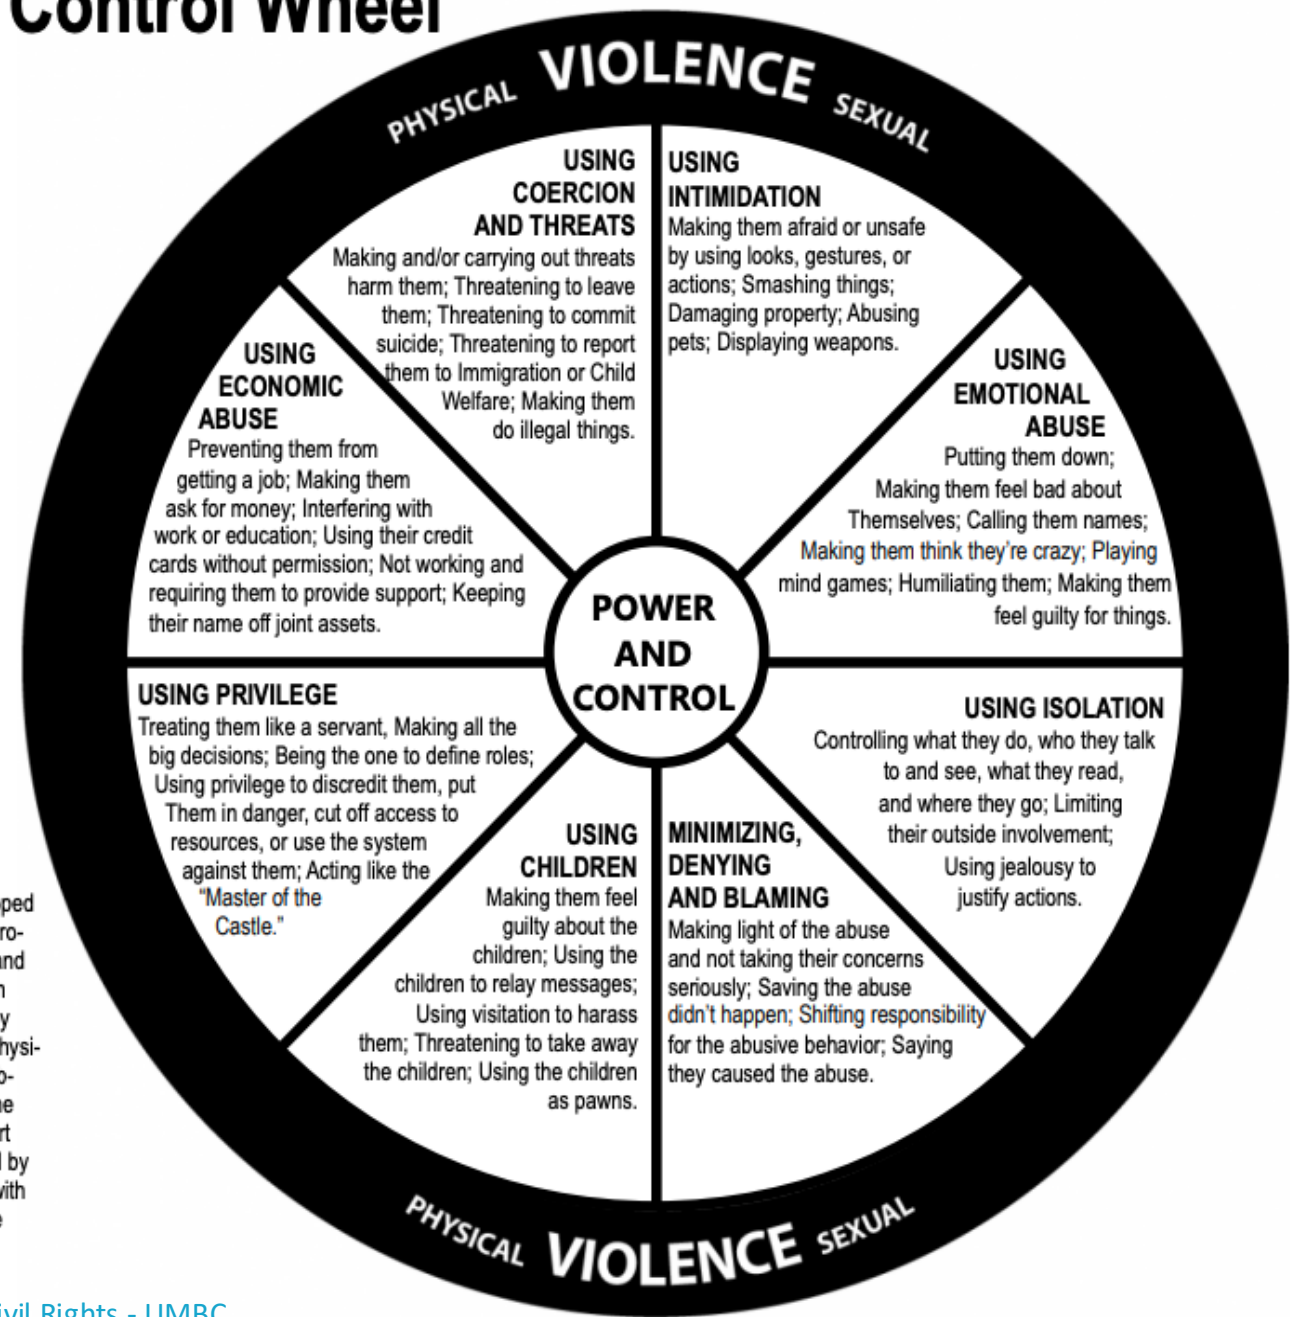 Control Wheel
PHYSICAL VIOLENCE SEXUAL
USING
COERCION
AND THREATS
Making and/or carrying out threats
harm them; Threatening to leave
them; Threatening to commit
suicide; Threatening to report
them to Immigration or Child
Welfare; Making them
do illegal things.
USING
INTIMIDATION
Making them afraid or unsafe
by using looks, gestures, or
actions; Smashing things;
Damaging property; Abusing
pets; Displaying weapons.
USING
EMOTIONAL
ABUSE
Putting them down;
Making them feel bad about
Themselves; Calling them names;
Making them think they're crazy; Playing
mind games; Humiliating them; Making them
feel guilty for things.
USING ISOLATION
Controlling what they do, who they talk
to and see, what they read,
and where they go; Limiting
their outside involvement;
Using jealousy to
justify actions.
MINIMIZING,
DENYING
AND BLAMING
Making light of the abuse
and not taking their concerns
seriously; Saving the abuse
didn't happen; Shifting responsibility
for the abusive behavior; Saying
they caused the abuse.
USING
CHILDREN
Making them feel
guilty about the
children; Using the
children to relay messages;
Using visitation to harass
them; Threatening to take away
the children; Using the children
as pawns.
USING PRIVILEGE
Treating them like a servant, Making all the
big decisions; Being the one to define roles;
Using privilege to discredit them, put
Them in danger, cut off access to
resources, or use the system
against them; Acting like the
“Master of the
Castle.”
USING
ECONOMIC
ABUSE
Preventing them from
getting a job; Making them
ask for money; Interfering with
work or education; Using their credit
cards without permission; Not working and
requiring them to provide support; Keeping
their name off joint assets.
POWER
AND
CONTROL
PHYSICAL VIOLENCE SEXUAL
by
Rights - UMBC